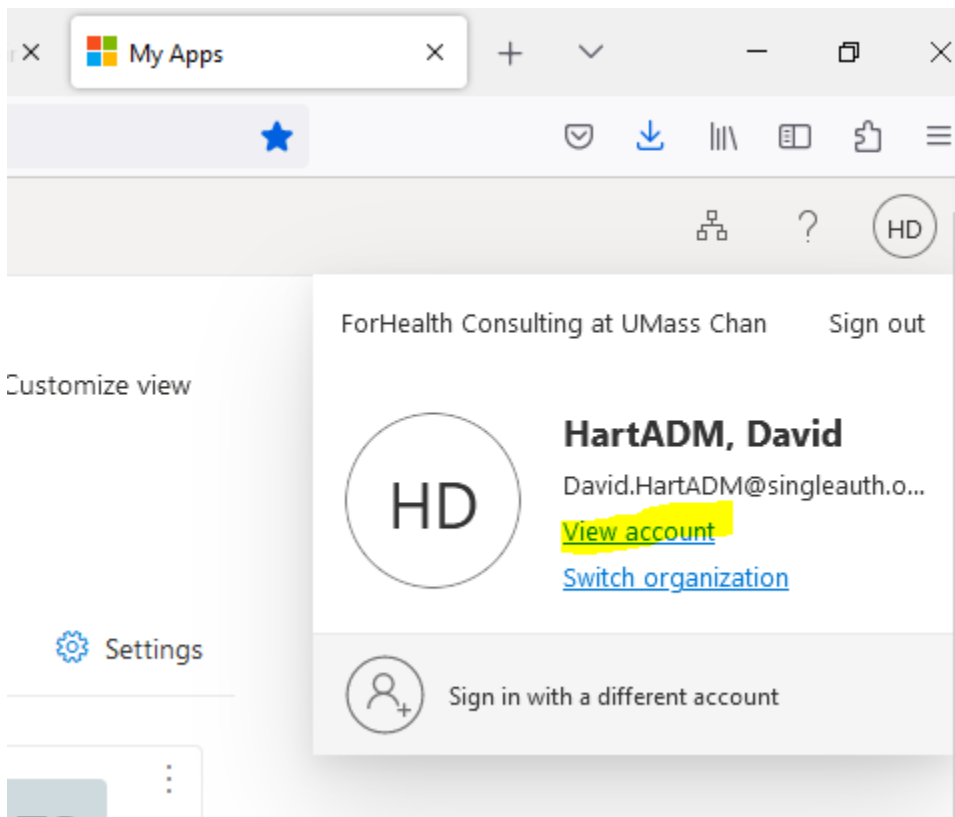 My Apps
HD
ForHealth Consulting at UMass Chan Sign out
Customize view
HD
HartADM, David
David.HartADM@singleauth.o...
View account
Switch organization
Settings
Sign in with a different account